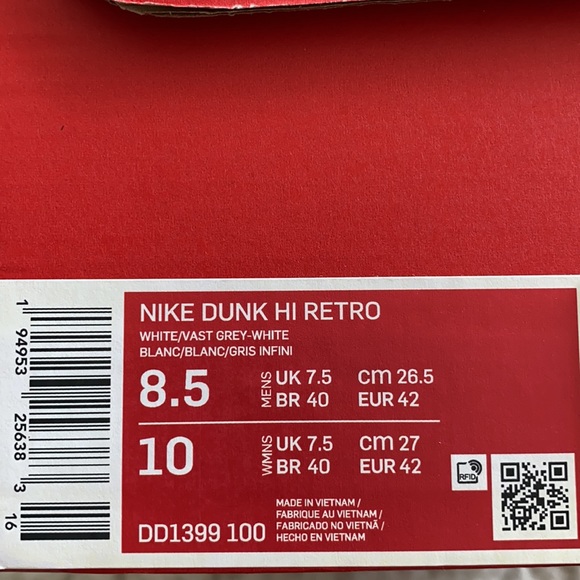 NIKE DUNK HI RETRO
WHITE/VAST GREY-WHITE
BLANC/BLANC/GRIS INFINI
8.5 MENS UK 7.5 CM 26.5
BR 40 EUR 42
10 WMNS UK 7.5 CM 27
BR 40 EUR 42
RFID
MADE IN VIETNAM /
FABRIQUE AU VIETNAM /
FABRICADO NO VIETNÃ /
HECHO EN VIETNAM
DD1399 100
1 94953 25638 3
16